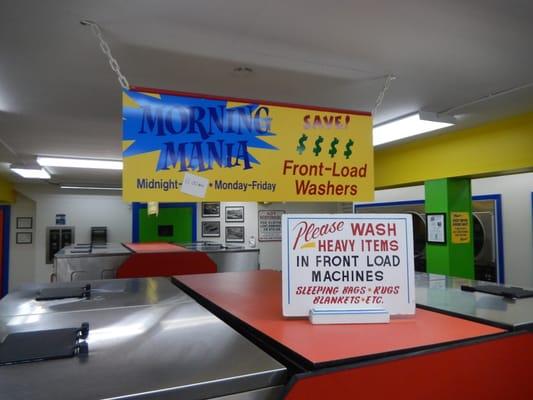 MORNING
MANIA
Midnight-
Monday-Friday
SAVE!
$ $ $ $
Front-Load
Washers
Please WASH
HEAVY ITEMS
IN FRONT LOAD
MACHINES
SLEEPING BAGS • RUGS
BLANKETS • ETC.